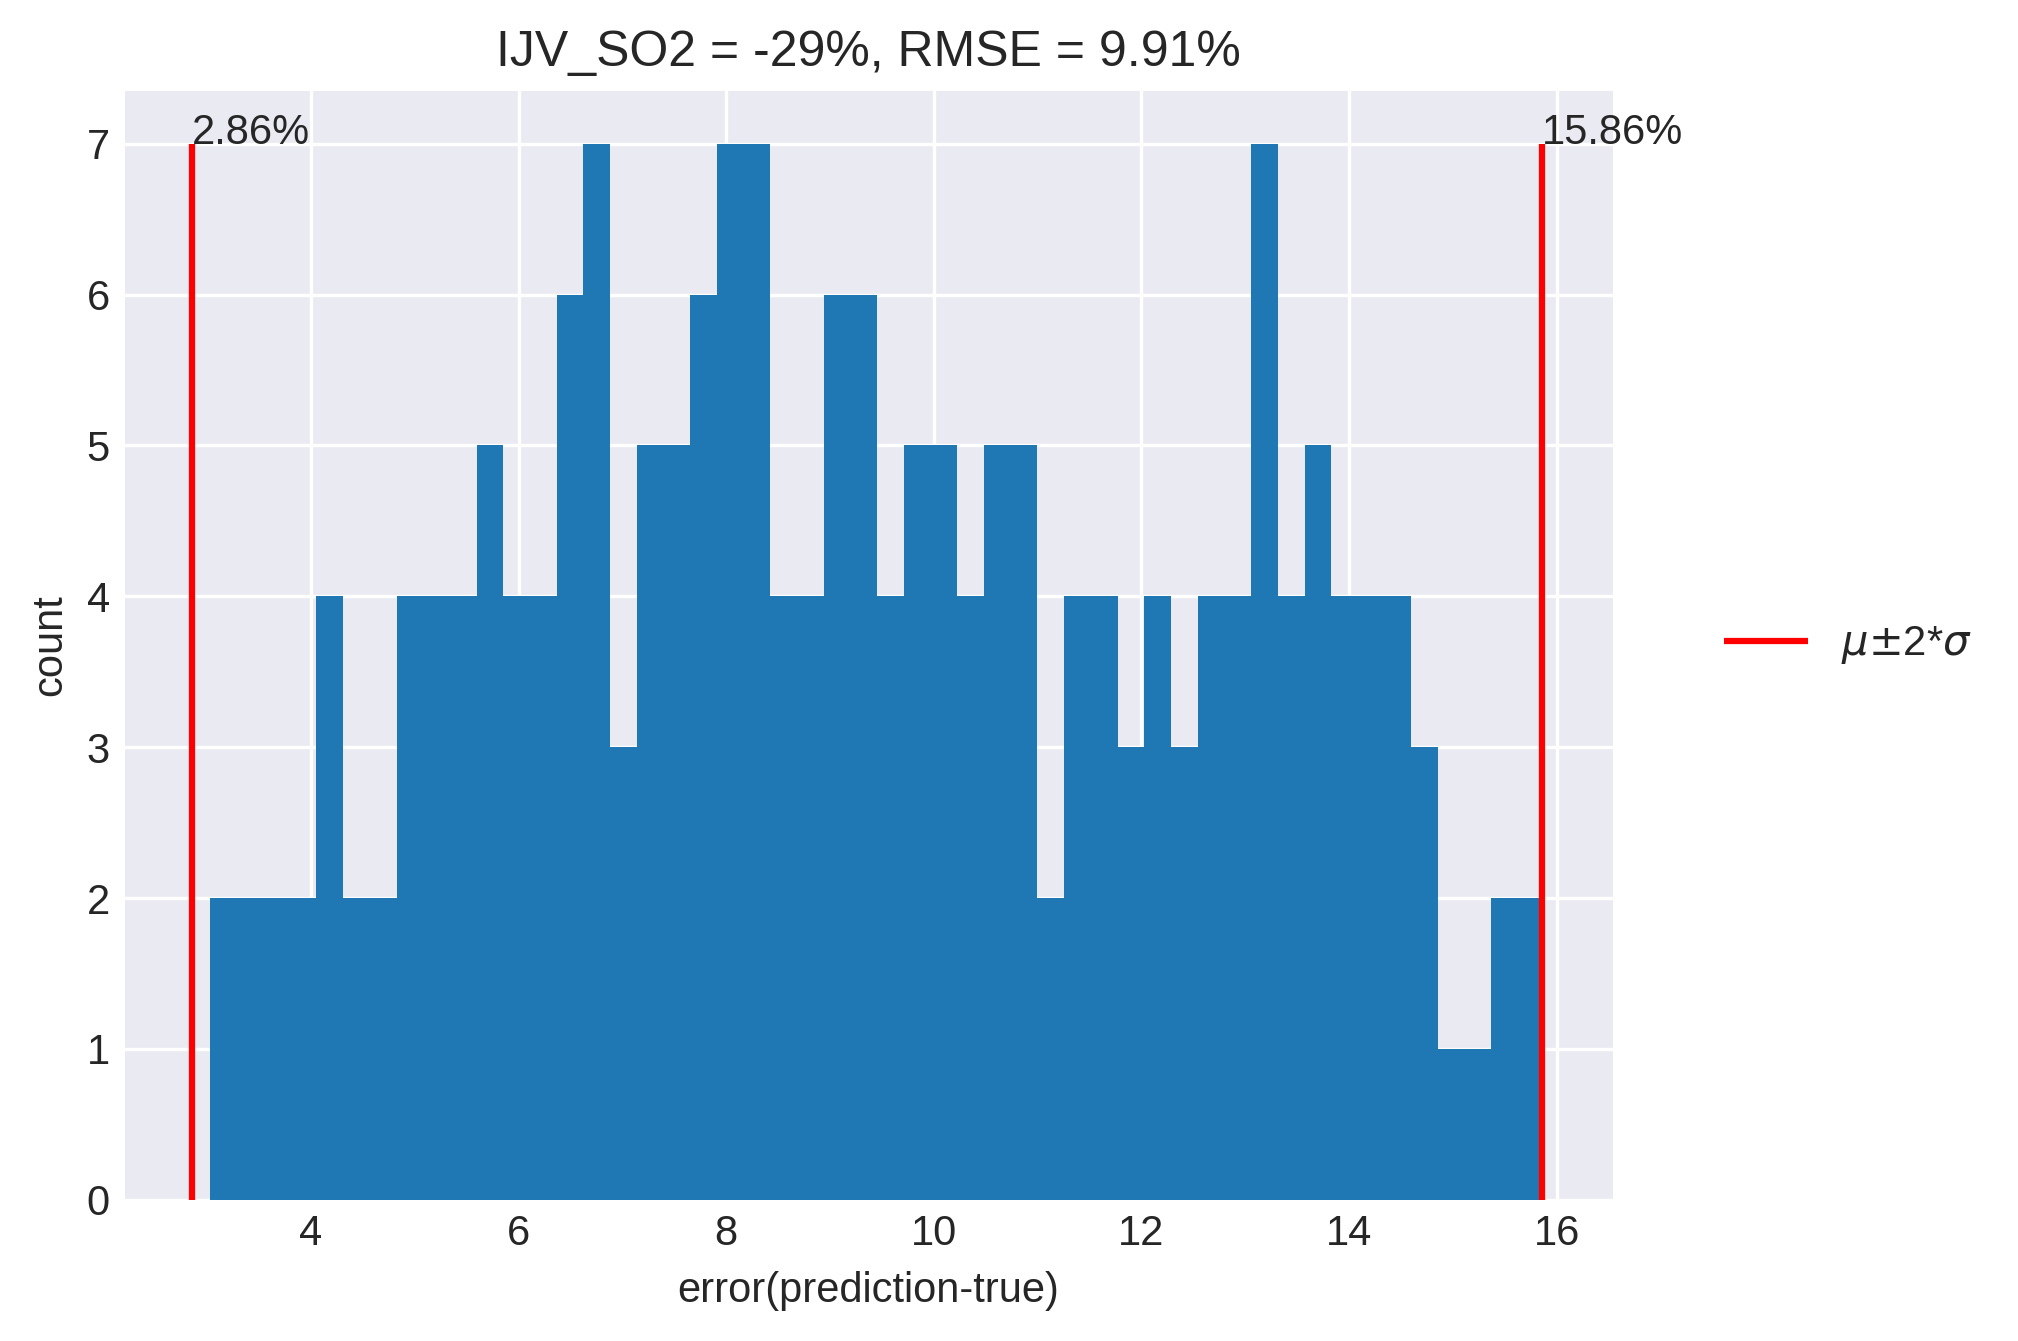 IJV_SO2 = -29%, RMSE = 9.91%
2.86%
15.86%
7
6
5
4
3
2
1
0
count
4 6 8 10 12 14 16
error(prediction-true)
μ±2*σ